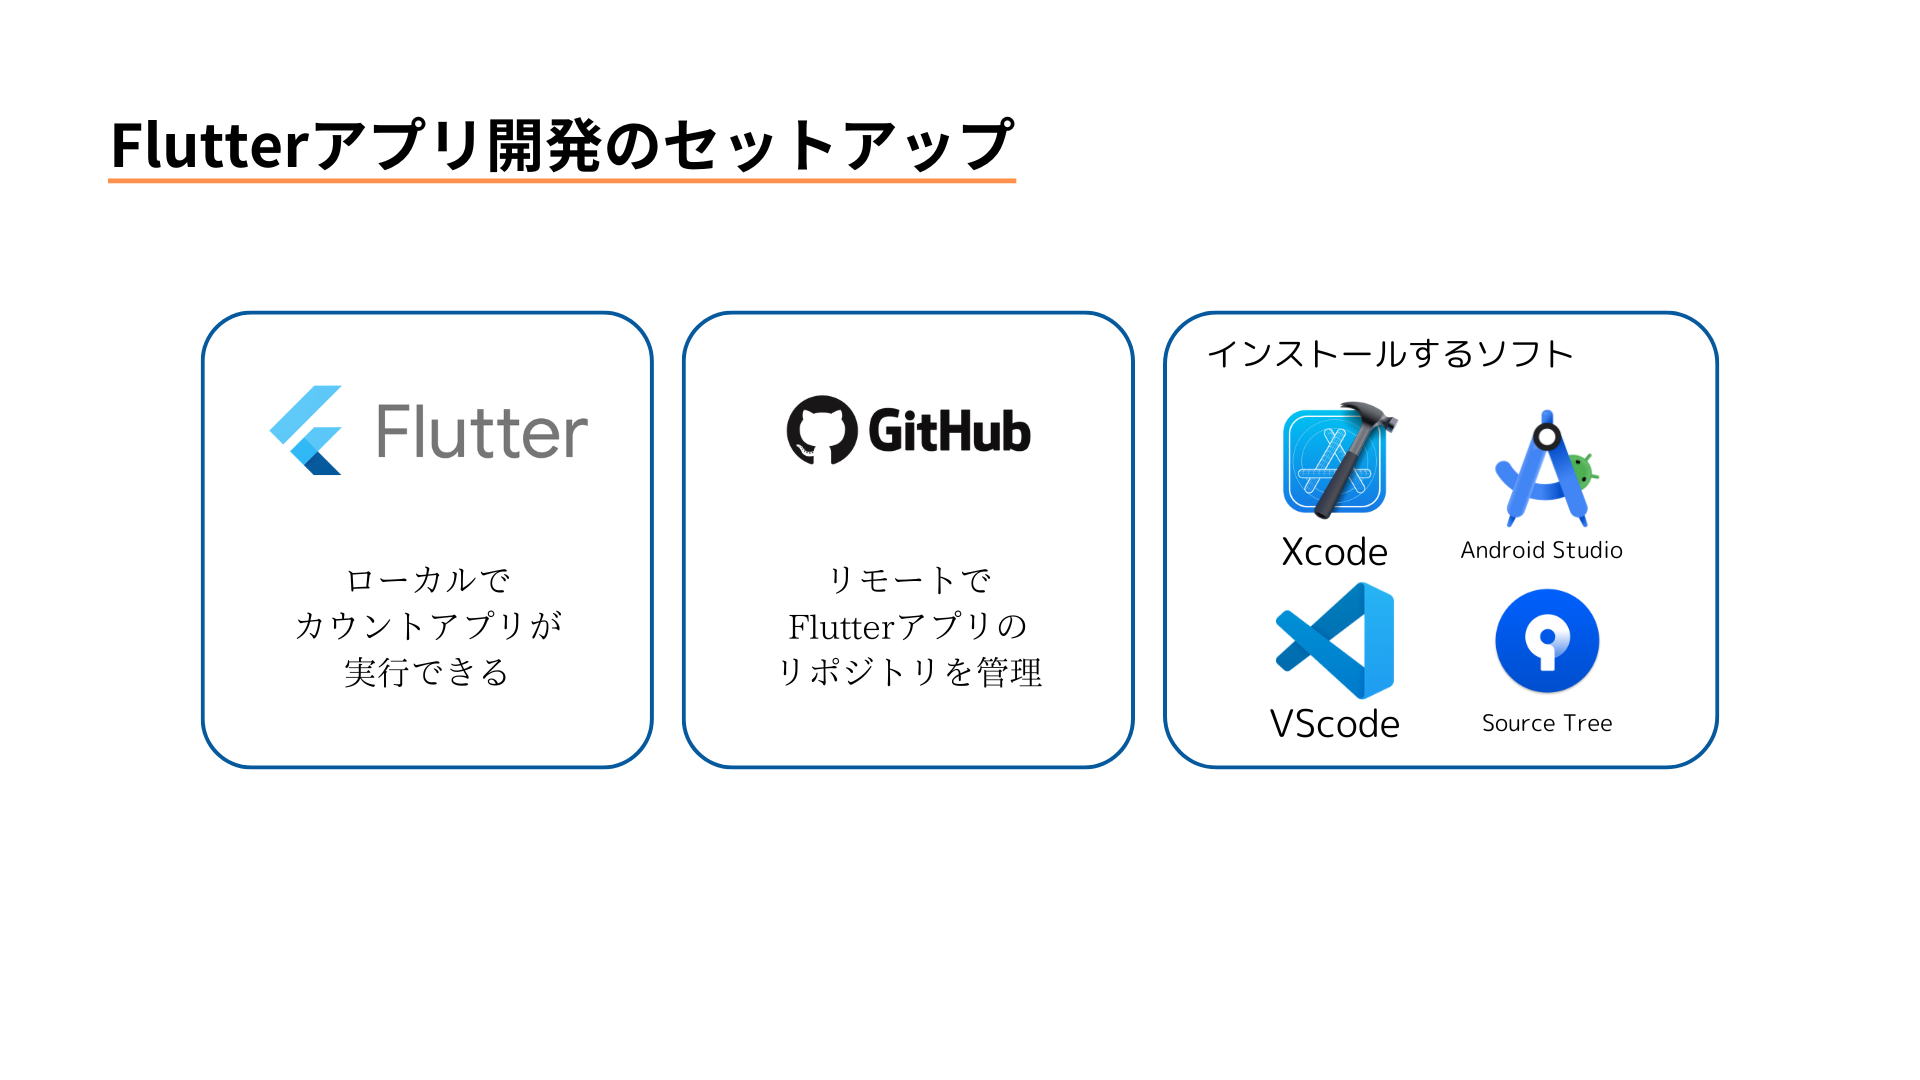 Flutterアプリ開発のセットアップ
Flutter
ローカルで
カウントアプリが
実行できる
GitHub
リモートで
Flutterアプリの
リポジトリを管理
インストールするソフト
Xcode
Android Studio
VScode
Source Tree